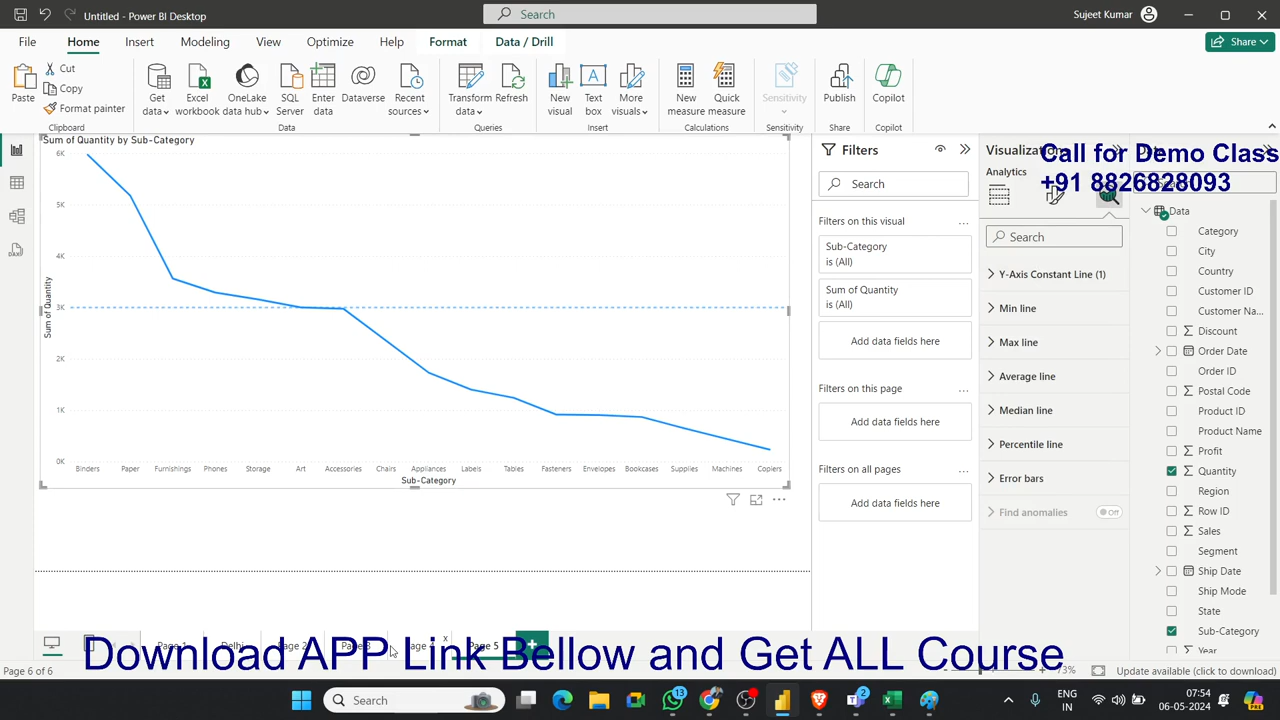 Untitled - Power BI Desktop
Search
Sujeet Kumar
File Home Insert Modeling View Optimize Help Format Data / Drill
Share
Paste
Cut
Copy
Format painter
Get data
Excel workbook
OneLake data hub
SQL Server
Enter data
Dataverse
Recent sources
Transform data
Refresh
New visual
A
Text box
More visuals
New measure
Quick measure
Sensitivity
Publish
Copilot
Clipboard Data Queries Insert Calculations Sensitivity Share Copilot
Sum of Quantity by Sub-Category
6K
5K
4K
3K
2K
1K
0K
Sum of Quantity
Binders Paper Furnishings Phones Storage Art Accessories Chairs Appliances Labels Tables Fasteners Envelopes Bookcases Supplies Machines Copiers
Sub-Category
Filters
Search
Filters on this visual
Sub-Category
is (All)
Sum of Quantity
is (All)
Add data fields here
Filters on this page
Add data fields here
Filters on all pages
Add data fields here
Call for Demo Class
+91 8826828093
Analytics
Search
Y-Axis Constant Line (1)
Min line
Max line
Average line
Median line
Percentile line
Error bars
Find anomalies
Off
Data
Category
City
Country
Customer ID
Customer Na...
Discount
Order Date
Order ID
Postal Code
Product ID
Product Name
Profit
Quantity
Region
Row ID
Sales
Segment
Ship Date
Ship Mode
State
Sub-Category
Year
Page 5
Download APP Link Bellow and Get ALL Course
Page 6 of 6
73%
Update available (click to download)
Search
13
2
ENG
IN
07:54
06-05-2024